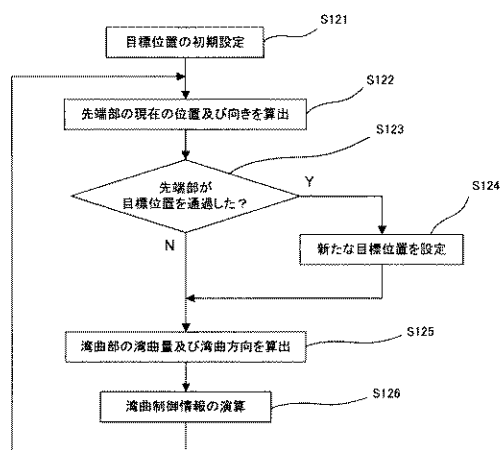 S121
目標位置の初期設定
S122
先端部の現在の位置及び向きを算出
S123
先端部が
目標位置を通過した?
Y
S124
N
新たな目標位置を設定
S125
湾曲部の湾曲量及び湾曲方向を算出
S126
湾曲制御情報の演算